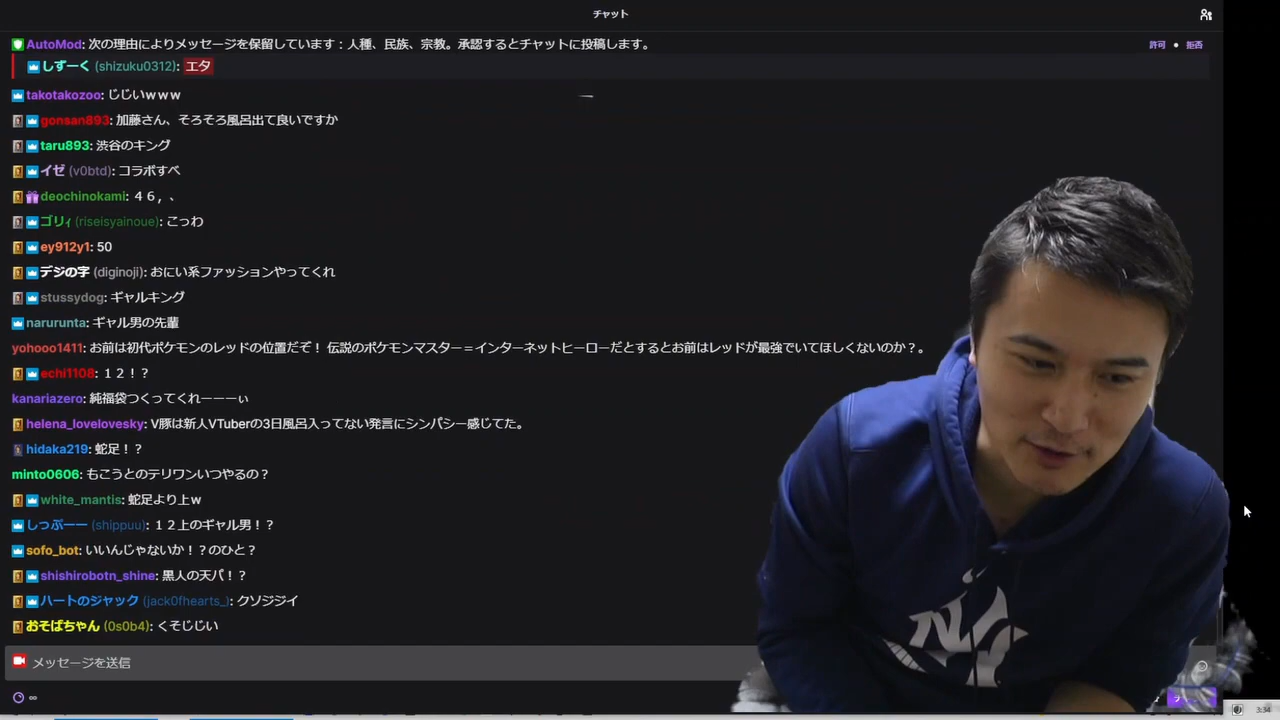 チャット
AutoMod: 次の理由によりメッセージを保留しています：人種、民族、宗教。承認するとチャットに投稿します。 許可 • 拒否
しずーく (shizuku0312): エタ
takotakozoo: じじいｗｗｗ
gonsan893: 加藤さん、そろそろ風呂出て良いですか
taru893: 渋谷のキング
イゼ (v0btd): コラボすべ
deochinokami: ４６，、
ゴリィ (riseisyainoue): こっわ
ey912y1: 50
デジの字 (diginoji): おにい系ファッションやってくれ
stussydog: ギャルキング
narurunta: ギャル男の先輩
yohooo1411: お前は初代ポケモンのレッドの位置だぞ！ 伝説のポケモンマスター＝インターネットヒーローだとするとお前はレッドが最強でいてほしくないのか？。
echi1108: １２！？
kanariazero: 純福袋つくってくれーーーぃ
helena_lovelovesky: V豚は新人VTuberの3日風呂入ってない発言にシンパシー感じてた。
hidaka219: 蛇足！？
minto0606: もこうとのテリワンいつやるの？
white_mantis: 蛇足より上ｗ
しっぷーー (shippuu): １２上のギャル男！？
sofo_bot: いいんじゃないか！？のひと？
shishirobotn_shine: 黒人の天パ！？
ハートのジャック (jack0fhearts_): クソジジイ
おそばちゃん (0s0b4): くそじじい
メッセージを送信
∞
NY
3:34